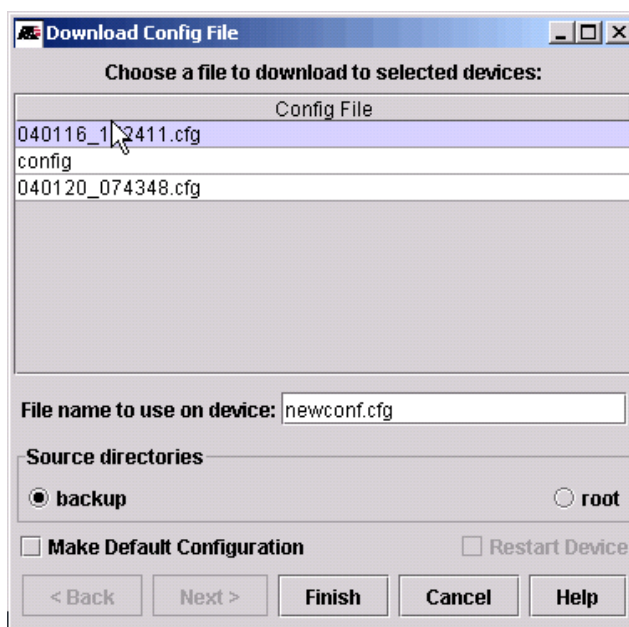 Download Config File
Choose a file to download to selected devices:
Config File
config
040120_074348.cfg
File name to use on device: newconf.cfg
Source directories
backup root
Make Default Configuration Restart Device
< Back Next > Finish Cancel Help